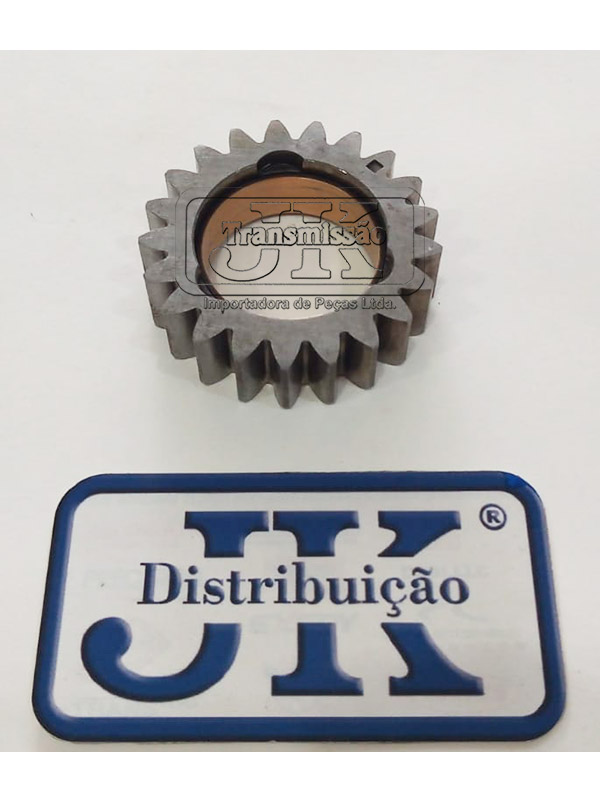 JK
Transmissão
Importadora de Peças Ltda.
JK ®
Distribuição